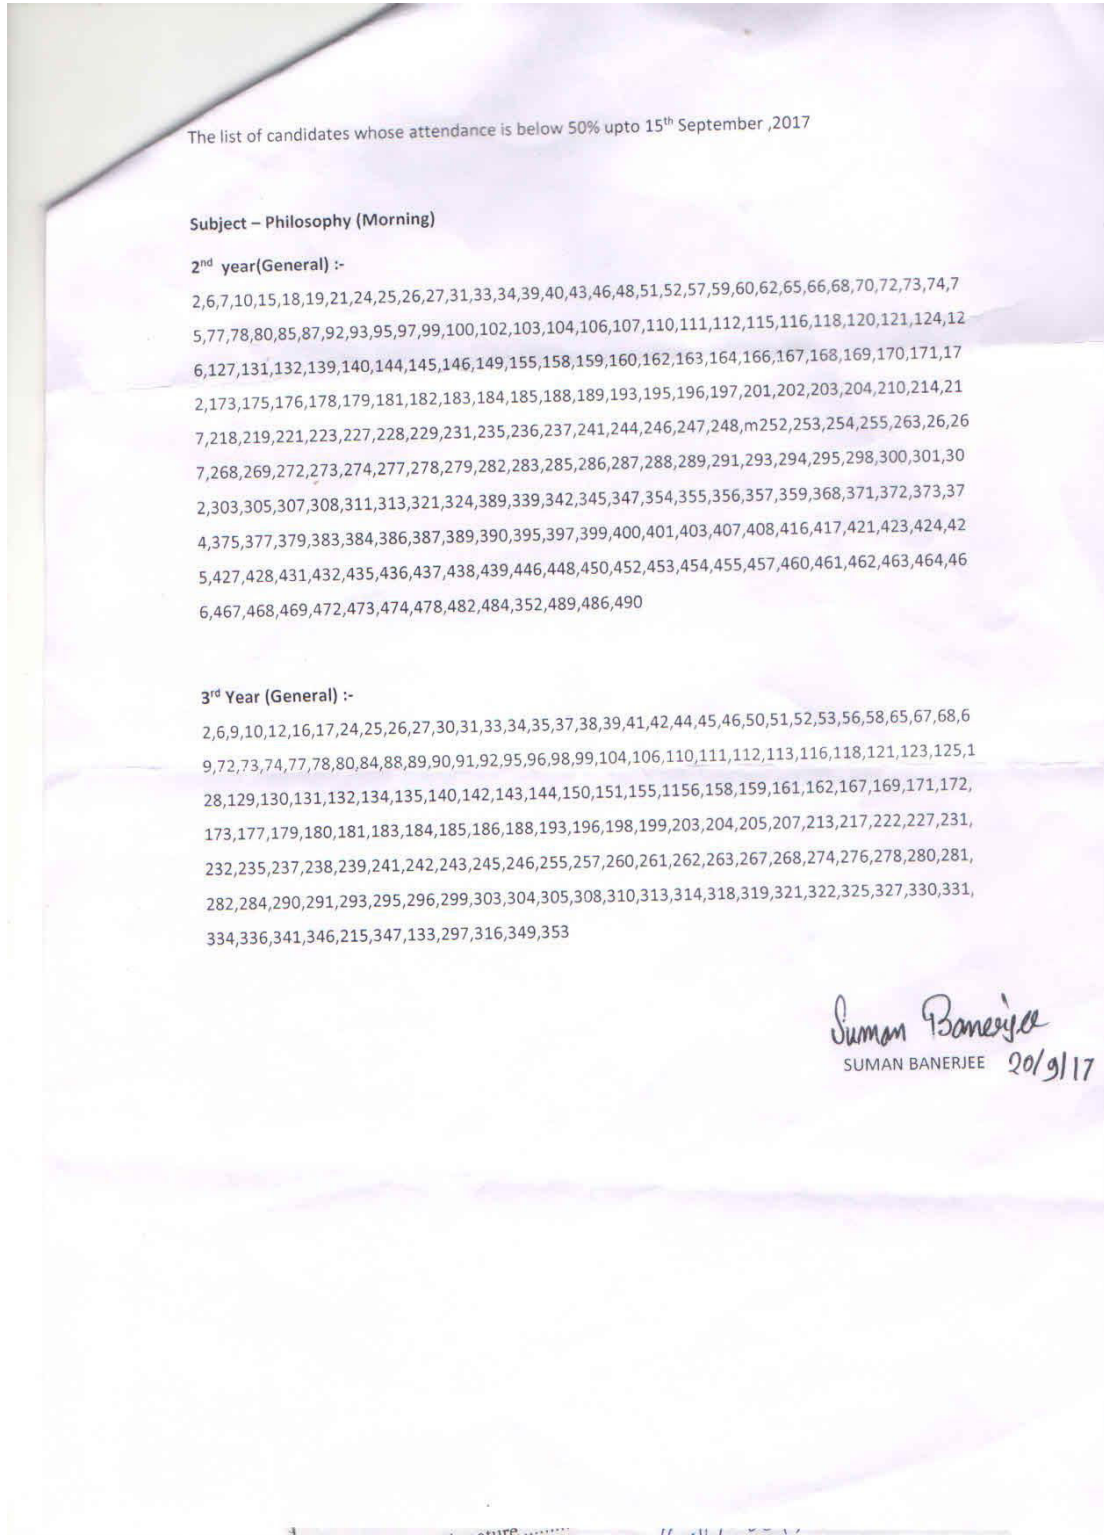 The list of candidates whose attendance is below 50% upto 15th September ,2017
Subject – Philosophy (Morning)
2nd year(General) :-
2,6,7,10,15,18,19,21,24,25,26,27,31,33,34,39,40,43,46,48,51,52,57,59,60,62,65,66,68,70,72,73,74,7
5,77,78,80,85,87,92,93,95,97,99,100,102,103,104,106,107,110,111,112,115,116,118,120,121,124,12
6,127,131,132,139,140,144,145,146,149,155,158,159,160,162,163,164,166,167,168,169,170,171,17
2,173,175,176,178,179,181,182,183,184,185,188,189,193,195,196,197,201,202,203,204,210,214,21
7,218,219,221,223,227,228,229,231,235,236,237,241,244,246,247,248,m252,253,254,255,263,26,26
7,268,269,272,273,274,277,278,279,282,283,285,286,287,288,289,291,293,294,295,298,300,301,30
2,303,305,307,308,311,313,321,324,389,339,342,345,347,354,355,356,357,359,368,371,372,373,37
4,375,377,379,383,384,386,387,389,390,395,397,399,400,401,403,407,408,416,417,421,423,424,42
5,427,428,431,432,435,436,437,438,439,446,448,450,452,453,454,455,457,460,461,462,463,464,46
6,467,468,469,472,473,474,478,482,484,352,489,486,490
3rd Year (General) :-
2,6,9,10,12,16,17,24,25,26,27,30,31,33,34,35,37,38,39,41,42,44,45,46,50,51,52,53,56,58,65,67,68,6
9,72,73,74,77,78,80,84,88,89,90,91,92,95,96,98,99,104,106,110,111,112,113,116,118,121,123,125,1
28,129,130,131,132,134,135,140,142,143,144,150,151,155,1156,158,159,161,162,167,169,171,172,
173,177,179,180,181,183,184,185,186,188,193,196,198,199,203,204,205,207,213,217,222,227,231,
232,235,237,238,239,241,242,243,245,246,255,257,260,261,262,263,267,268,274,276,278,280,281,
282,284,290,291,293,295,296,299,303,304,305,308,310,313,314,318,319,321,322,325,327,330,331,
334,336,341,346,215,347,133,297,316,349,353
Suman Banerjee
SUMAN BANERJEE 20/9/17